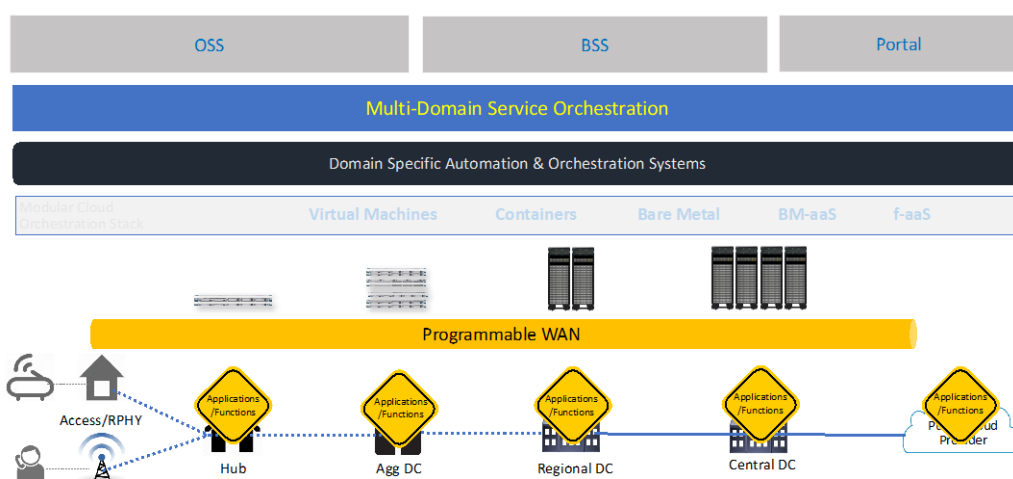 OSS
BSS
Portal
Multi-Domain Service Orchestration
Domain Specific Automation & Orchestration Systems
Modular Cloud
Orchestration Stack
Virtual Machines
Containers
Bare Metal
BM-aaS
f-aaS
Programmable WAN
Applications
/Functions
Applications
/Functions
Applications
/Functions
Applications
/Functions
Applications
/Functions
Access/RPHY
Hub
Agg DC
Regional DC
Central DC